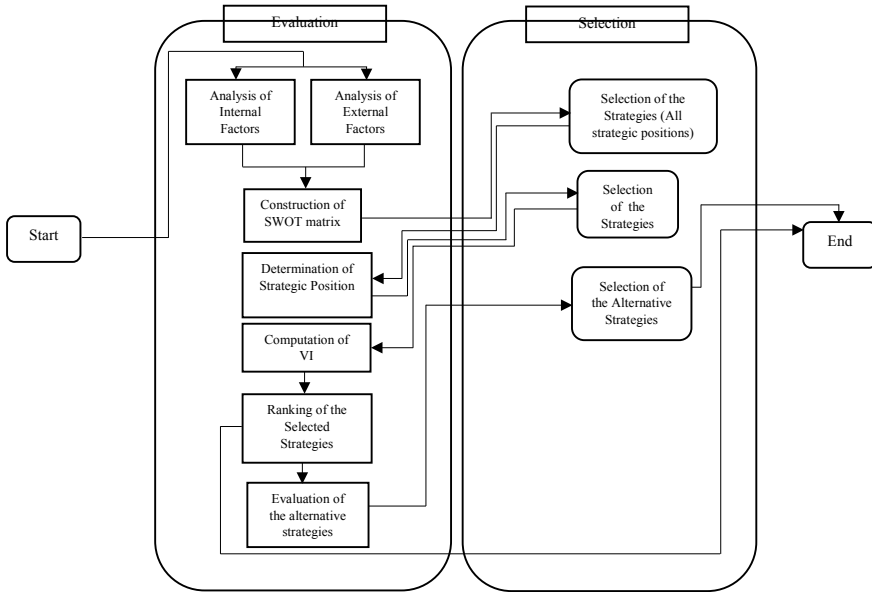 Evaluation
Selection
Analysis of
Internal
Factors
Analysis of
External
Factors
Selection of the
Strategies (All
strategic positions)
Construction of
SWOT matrix
Selection
of the
Strategies
Start
End
Determination of
Strategic Position
Selection of
the Alternative
Strategies
Computation of
VI
Ranking of the
Selected
Strategies
Evaluation of
the alternative
strategies